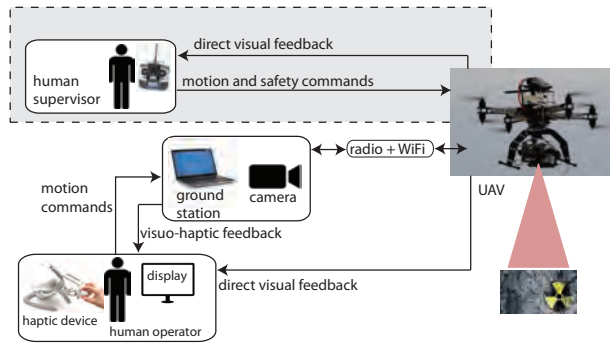 direct visual feedback
human
supervisor
motion and safety commands
radio + WiFi
motion
commands
ground
station
camera
UAV
visuo-haptic feedback
display
direct visual feedback
haptic device
human operator